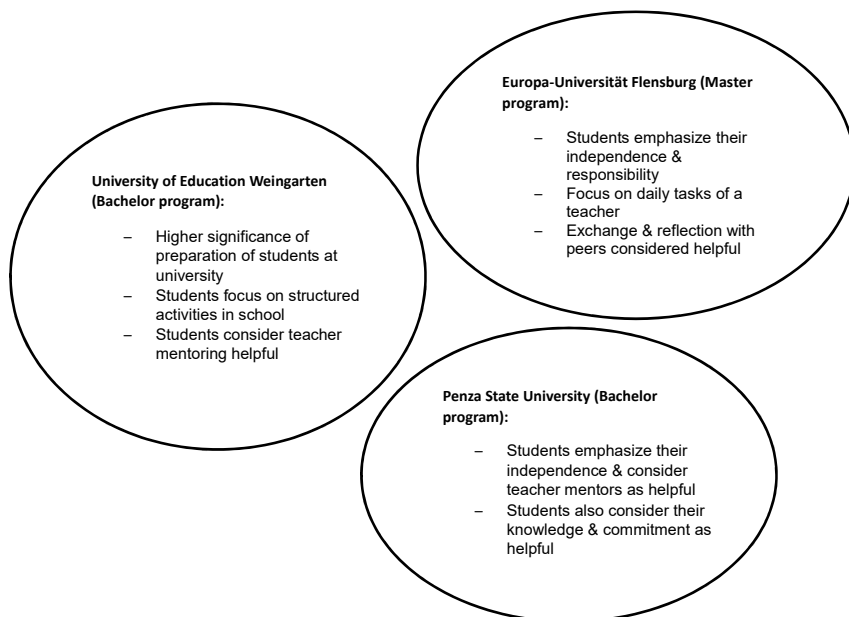 University of Education Weingarten
(Bachelor program):
– Higher significance of
preparation of students at
university
– Students focus on structured
activities in school
– Students consider teacher
mentoring helpful
Europa-Universität Flensburg (Master
program):
– Students emphasize their
independence &
responsibility
– Focus on daily tasks of a
teacher
– Exchange & reflection with
peers considered helpful
Penza State University (Bachelor
program):
– Students emphasize their
independence & consider
teacher mentors as helpful
– Students also consider their
knowledge & commitment as
helpful